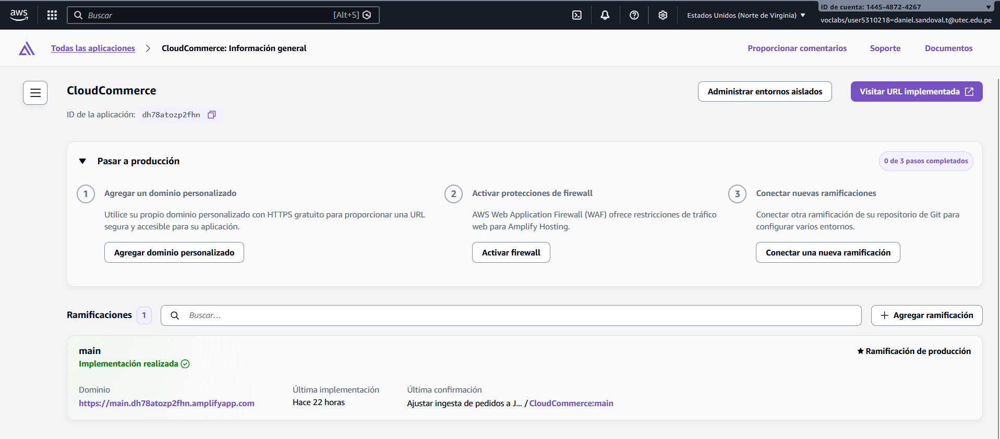 aws
Buscar
[Alt+S]
Estados Unidos (Norte de Virginia)
ID de cuenta: 1445-4872-4267
voclabs/user5310218=daniel.sandoval.t@utec.edu.pe
Todas las aplicaciones
CloudCommerce: Información general
Proporcionar comentarios
Soporte
Documentos
CloudCommerce
Administrar entornos aislados
Visitar URL implementada
ID de la aplicación: dh78atozp2fhn
Pasar a producción
0 de 3 pasos completados
1
Agregar un dominio personalizado
Utilice su propio dominio personalizado con HTTPS gratuito para proporcionar una URL
segura y accesible para su aplicación.
Agregar dominio personalizado
2
Activar protecciones de firewall
AWS Web Application Firewall (WAF) ofrece restricciones de tráfico
web para Amplify Hosting.
Activar firewall
3
Conectar nuevas ramificaciones
Conectar otra ramificación de su repositorio de Git para
configurar varios entornos.
Conectar una nueva ramificación
Ramificaciones 1
Buscar...
Agregar ramificación
main
Ramificación de producción
Implementación realizada
Dominio
https://main.dh78atozp2fhn.amplifyapp.com
Última implementación
Hace 22 horas
Última confirmación
Ajustar ingesta de pedidos a J... / CloudCommerce:main